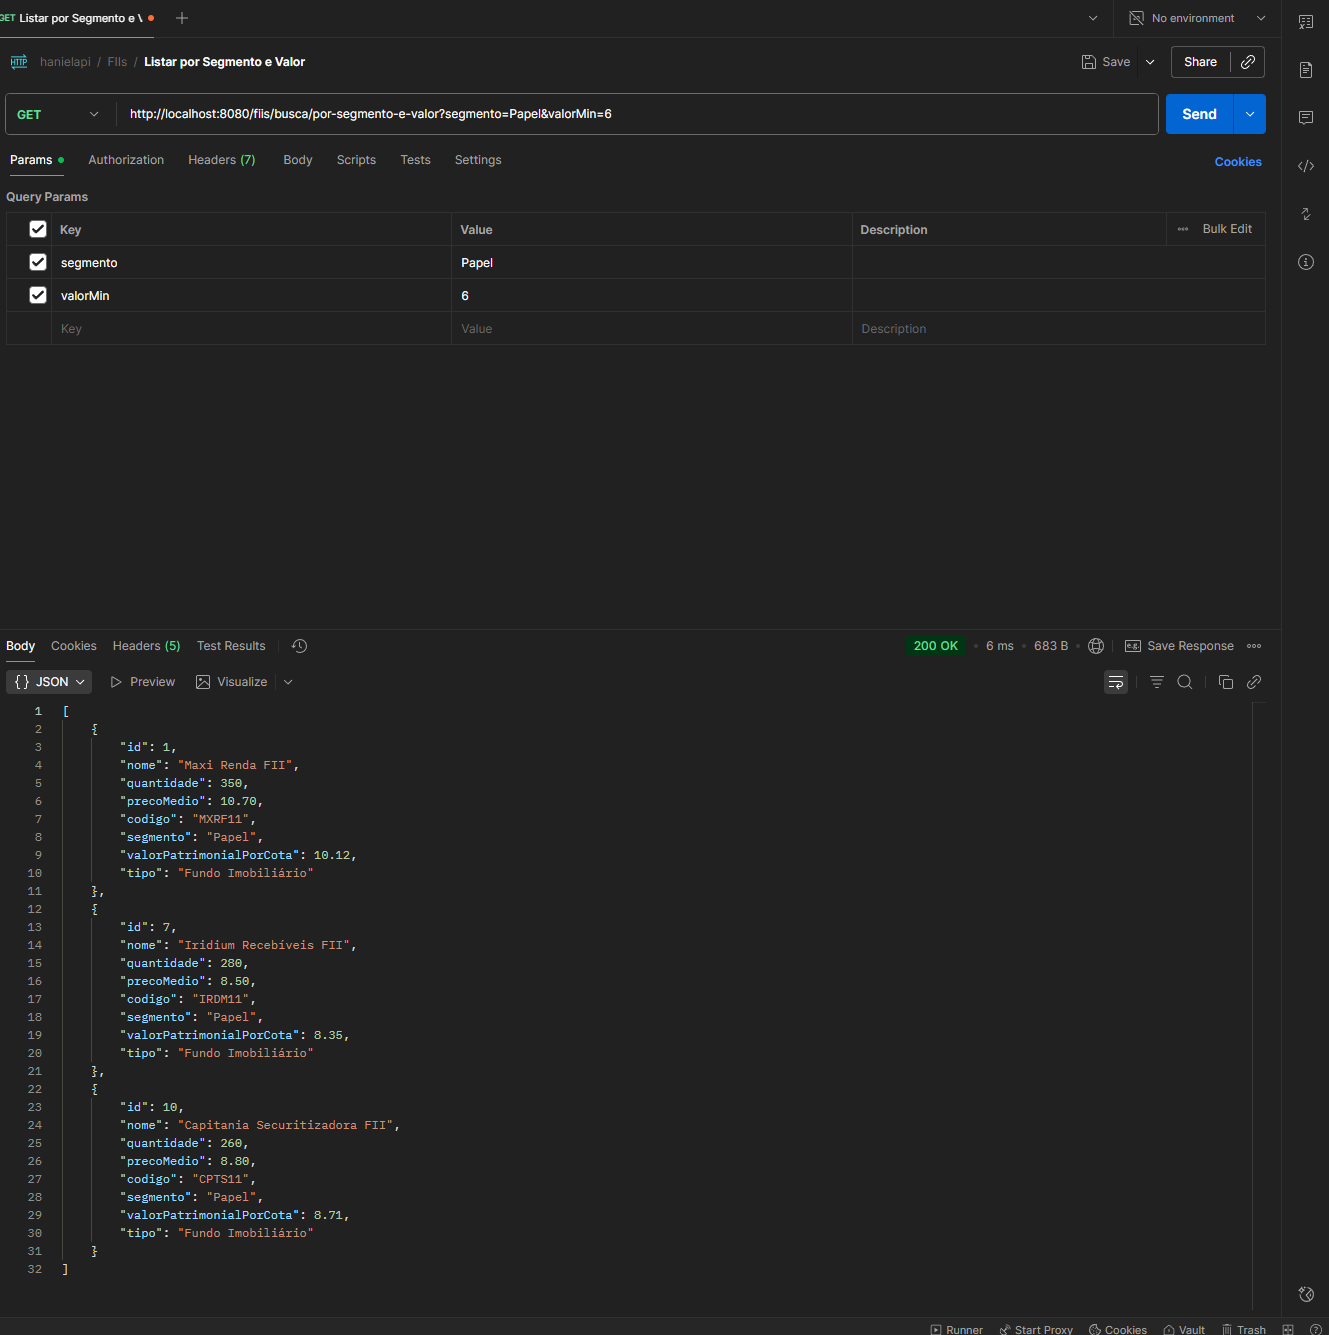 GET Listar por Segmento e \
No environment
hanielapi / FIIs / Listar por Segmento e Valor
Save
Share
GET
http://localhost:8080/fiis/busca/por-segmento-e-valor?segmento=Papel&valorMin=6
Send
Params
Authorization
Headers (7)
Body
Scripts
Tests
Settings
Cookies
Query Params
Key Value Description
Bulk Edit
segmento Papel
valorMin 6
Key Value Description
Body
Cookies
Headers (5)
Test Results
200 OK
6 ms
683 B
e.g.
Save Response
{} JSON
Preview
Visualize
1 [
2 {
3 "id": 1,
4 "nome": "Maxi Renda FII",
5 "quantidade": 350,
6 "precoMedio": 10.70,
7 "codigo": "MXRF11",
8 "segmento": "Papel",
9 "valorPatrimonialPorCota": 10.12,
10 "tipo": "Fundo Imobiliário"
11 },
12 {
13 "id": 7,
14 "nome": "Iridium Recebíveis FII",
15 "quantidade": 280,
16 "precoMedio": 8.50,
17 "codigo": "IRDM11",
18 "segmento": "Papel",
19 "valorPatrimonialPorCota": 8.35,
20 "tipo": "Fundo Imobiliário"
21 },
22 {
23 "id": 10,
24 "nome": "Capitania Securitizadora FII",
25 "quantidade": 260,
26 "precoMedio": 8.80,
27 "codigo": "CPTS11",
28 "segmento": "Papel",
29 "valorPatrimonialPorCota": 8.71,
30 "tipo": "Fundo Imobiliário"
31 }
32 ]
Runner
Start Proxy
Cookies
Vault
Trash